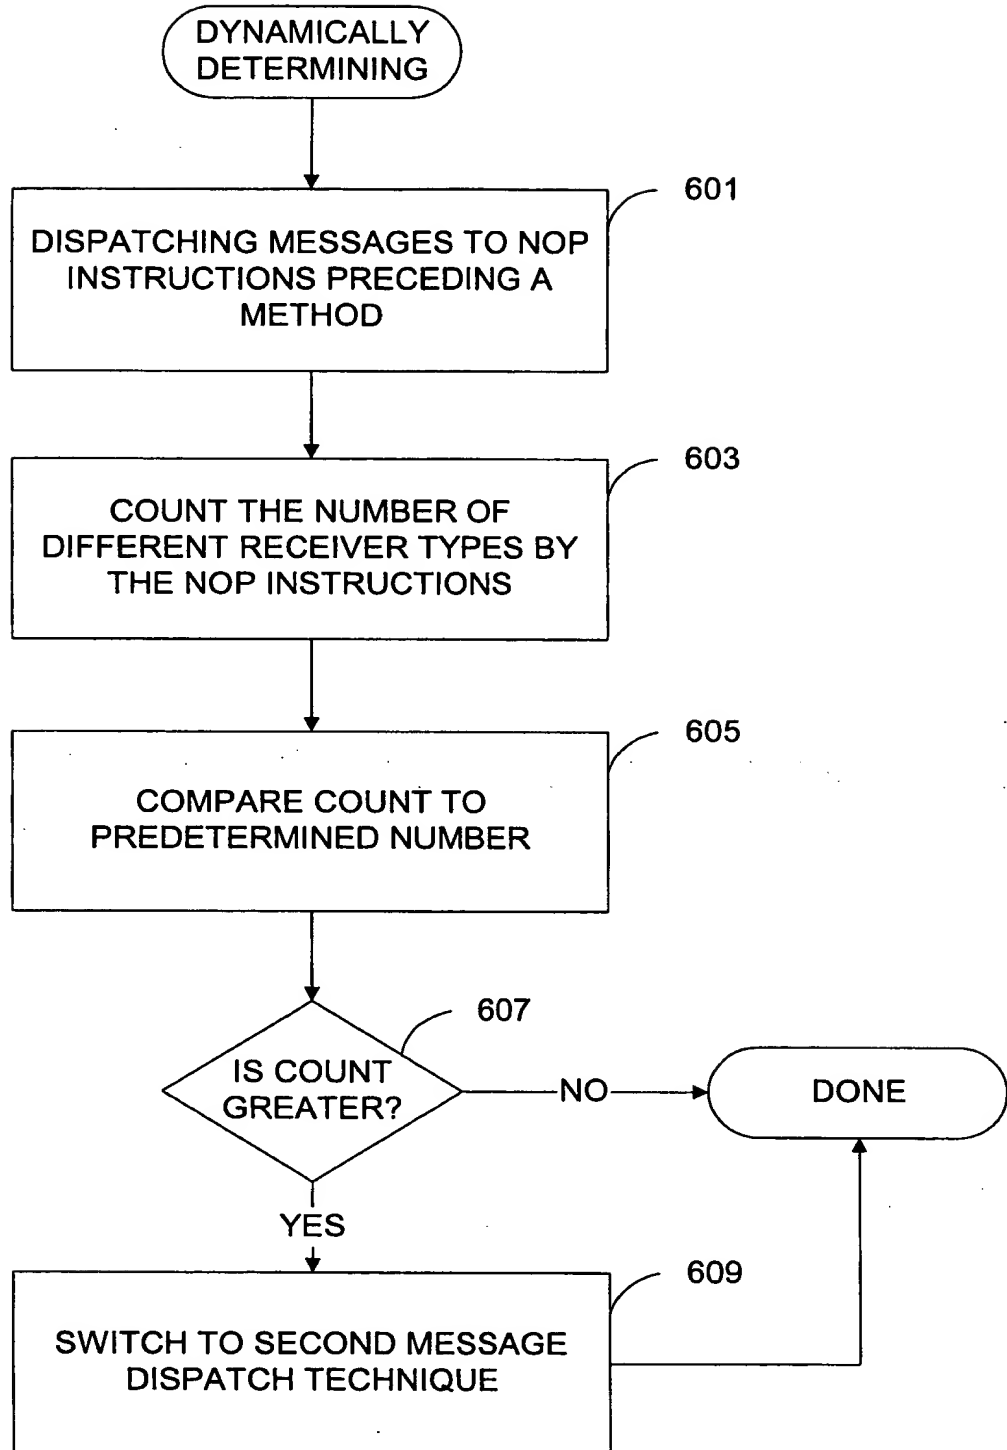 DYNAMICALLY
DETERMINING
601
DISPATCHING MESSAGES TO NOP
INSTRUCTIONS PRECEDING A
METHOD
603
COUNT THE NUMBER OF
DIFFERENT RECEIVER TYPES BY
THE NOP INSTRUCTIONS
605
COMPARE COUNT TO
PREDETERMINED NUMBER
607
IS COUNT
GREATER?
NO
DONE
YES
609
SWITCH TO SECOND MESSAGE
DISPATCH TECHNIQUE